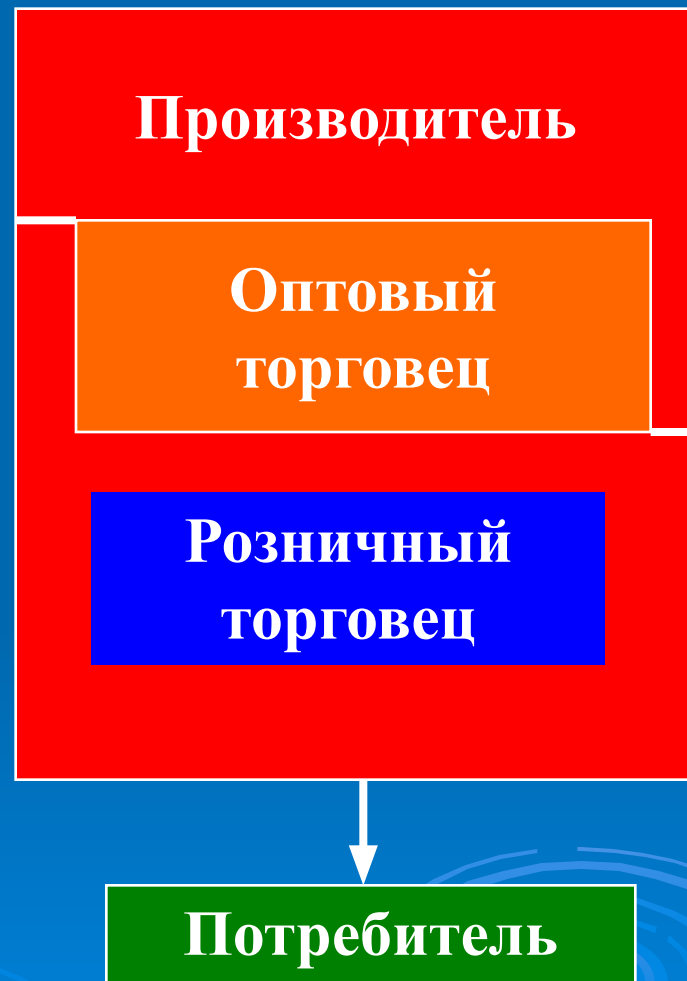 Производитель
Оптовый
торговец
Розничный
торговец
Потребитель